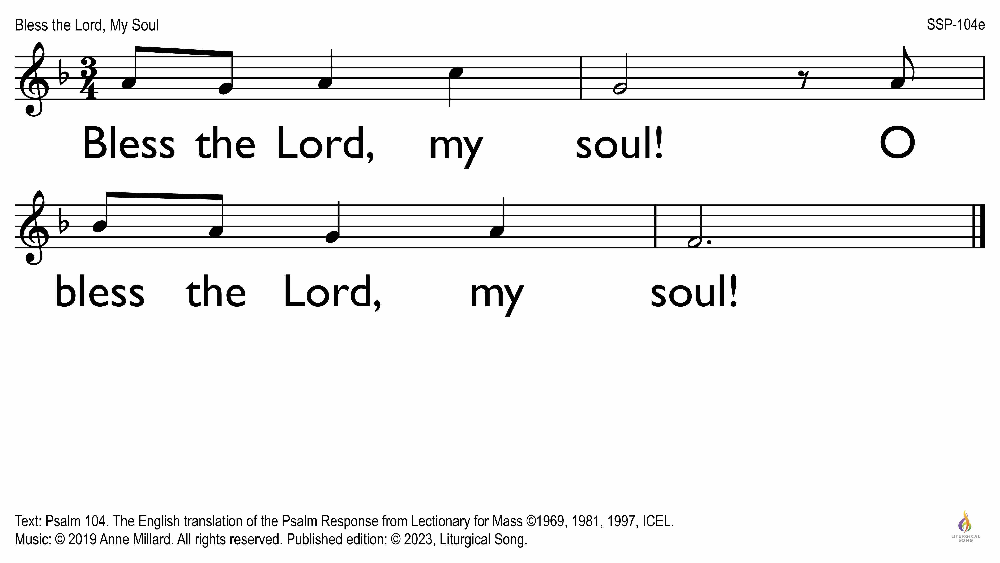 Bless the Lord, My Soul
SSP-104e
3
4
Bless the Lord, my soul! O
bless the Lord, my soul!
Text: Psalm 104. The English translation of the Psalm Response from Lectionary for Mass ©1969, 1981, 1997, ICEL.
Music: © 2019 Anne Millard. All rights reserved. Published edition: © 2023, Liturgical Song.
LITURGICAL
SONG